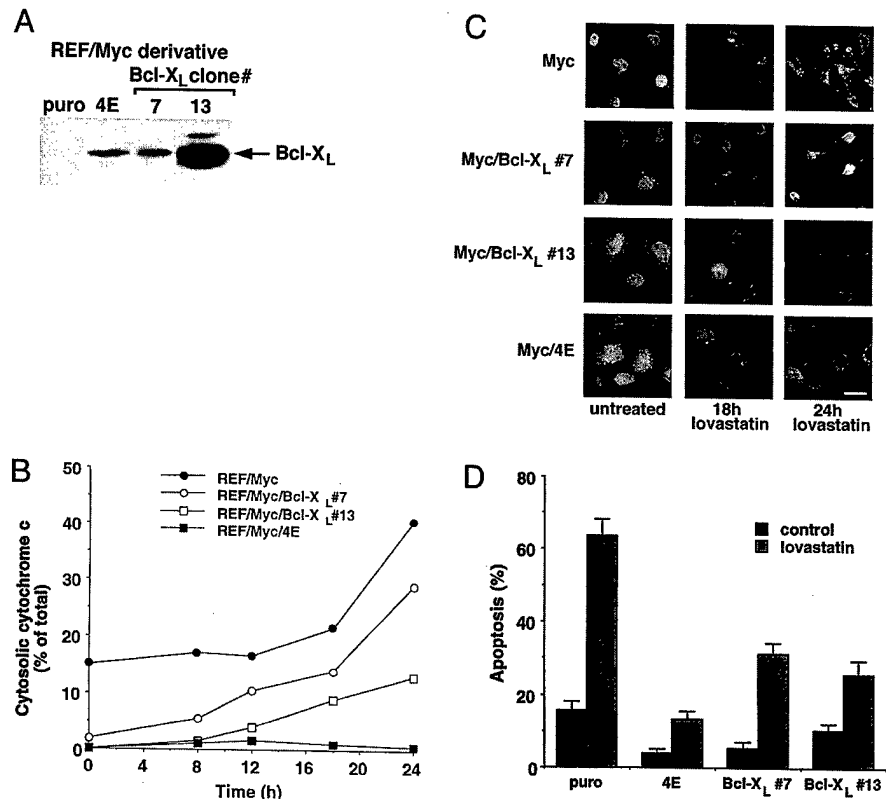 A
REF/Myc derivative
Bcl-XL clone#
puro 4E 7 13
Bcl-XL
B
50
40
30
20
10
0
Cytosolic cytochrome c
(% of total)
REF/Myc
REF/Myc/Bcl-XL#7
REF/Myc/Bcl-XL#13
REF/Myc/4E
0 4 8 12 16 20 24
Time (h)
C
Myc
Myc/Bcl-XL #7
Myc/Bcl-XL #13
Myc/4E
untreated
18h
lovastatin
24h
lovastatin
D
80
60
40
20
0
Apoptosis (%)
control
lovastatin
puro 4E Bcl-XL #7 Bcl-XL #13